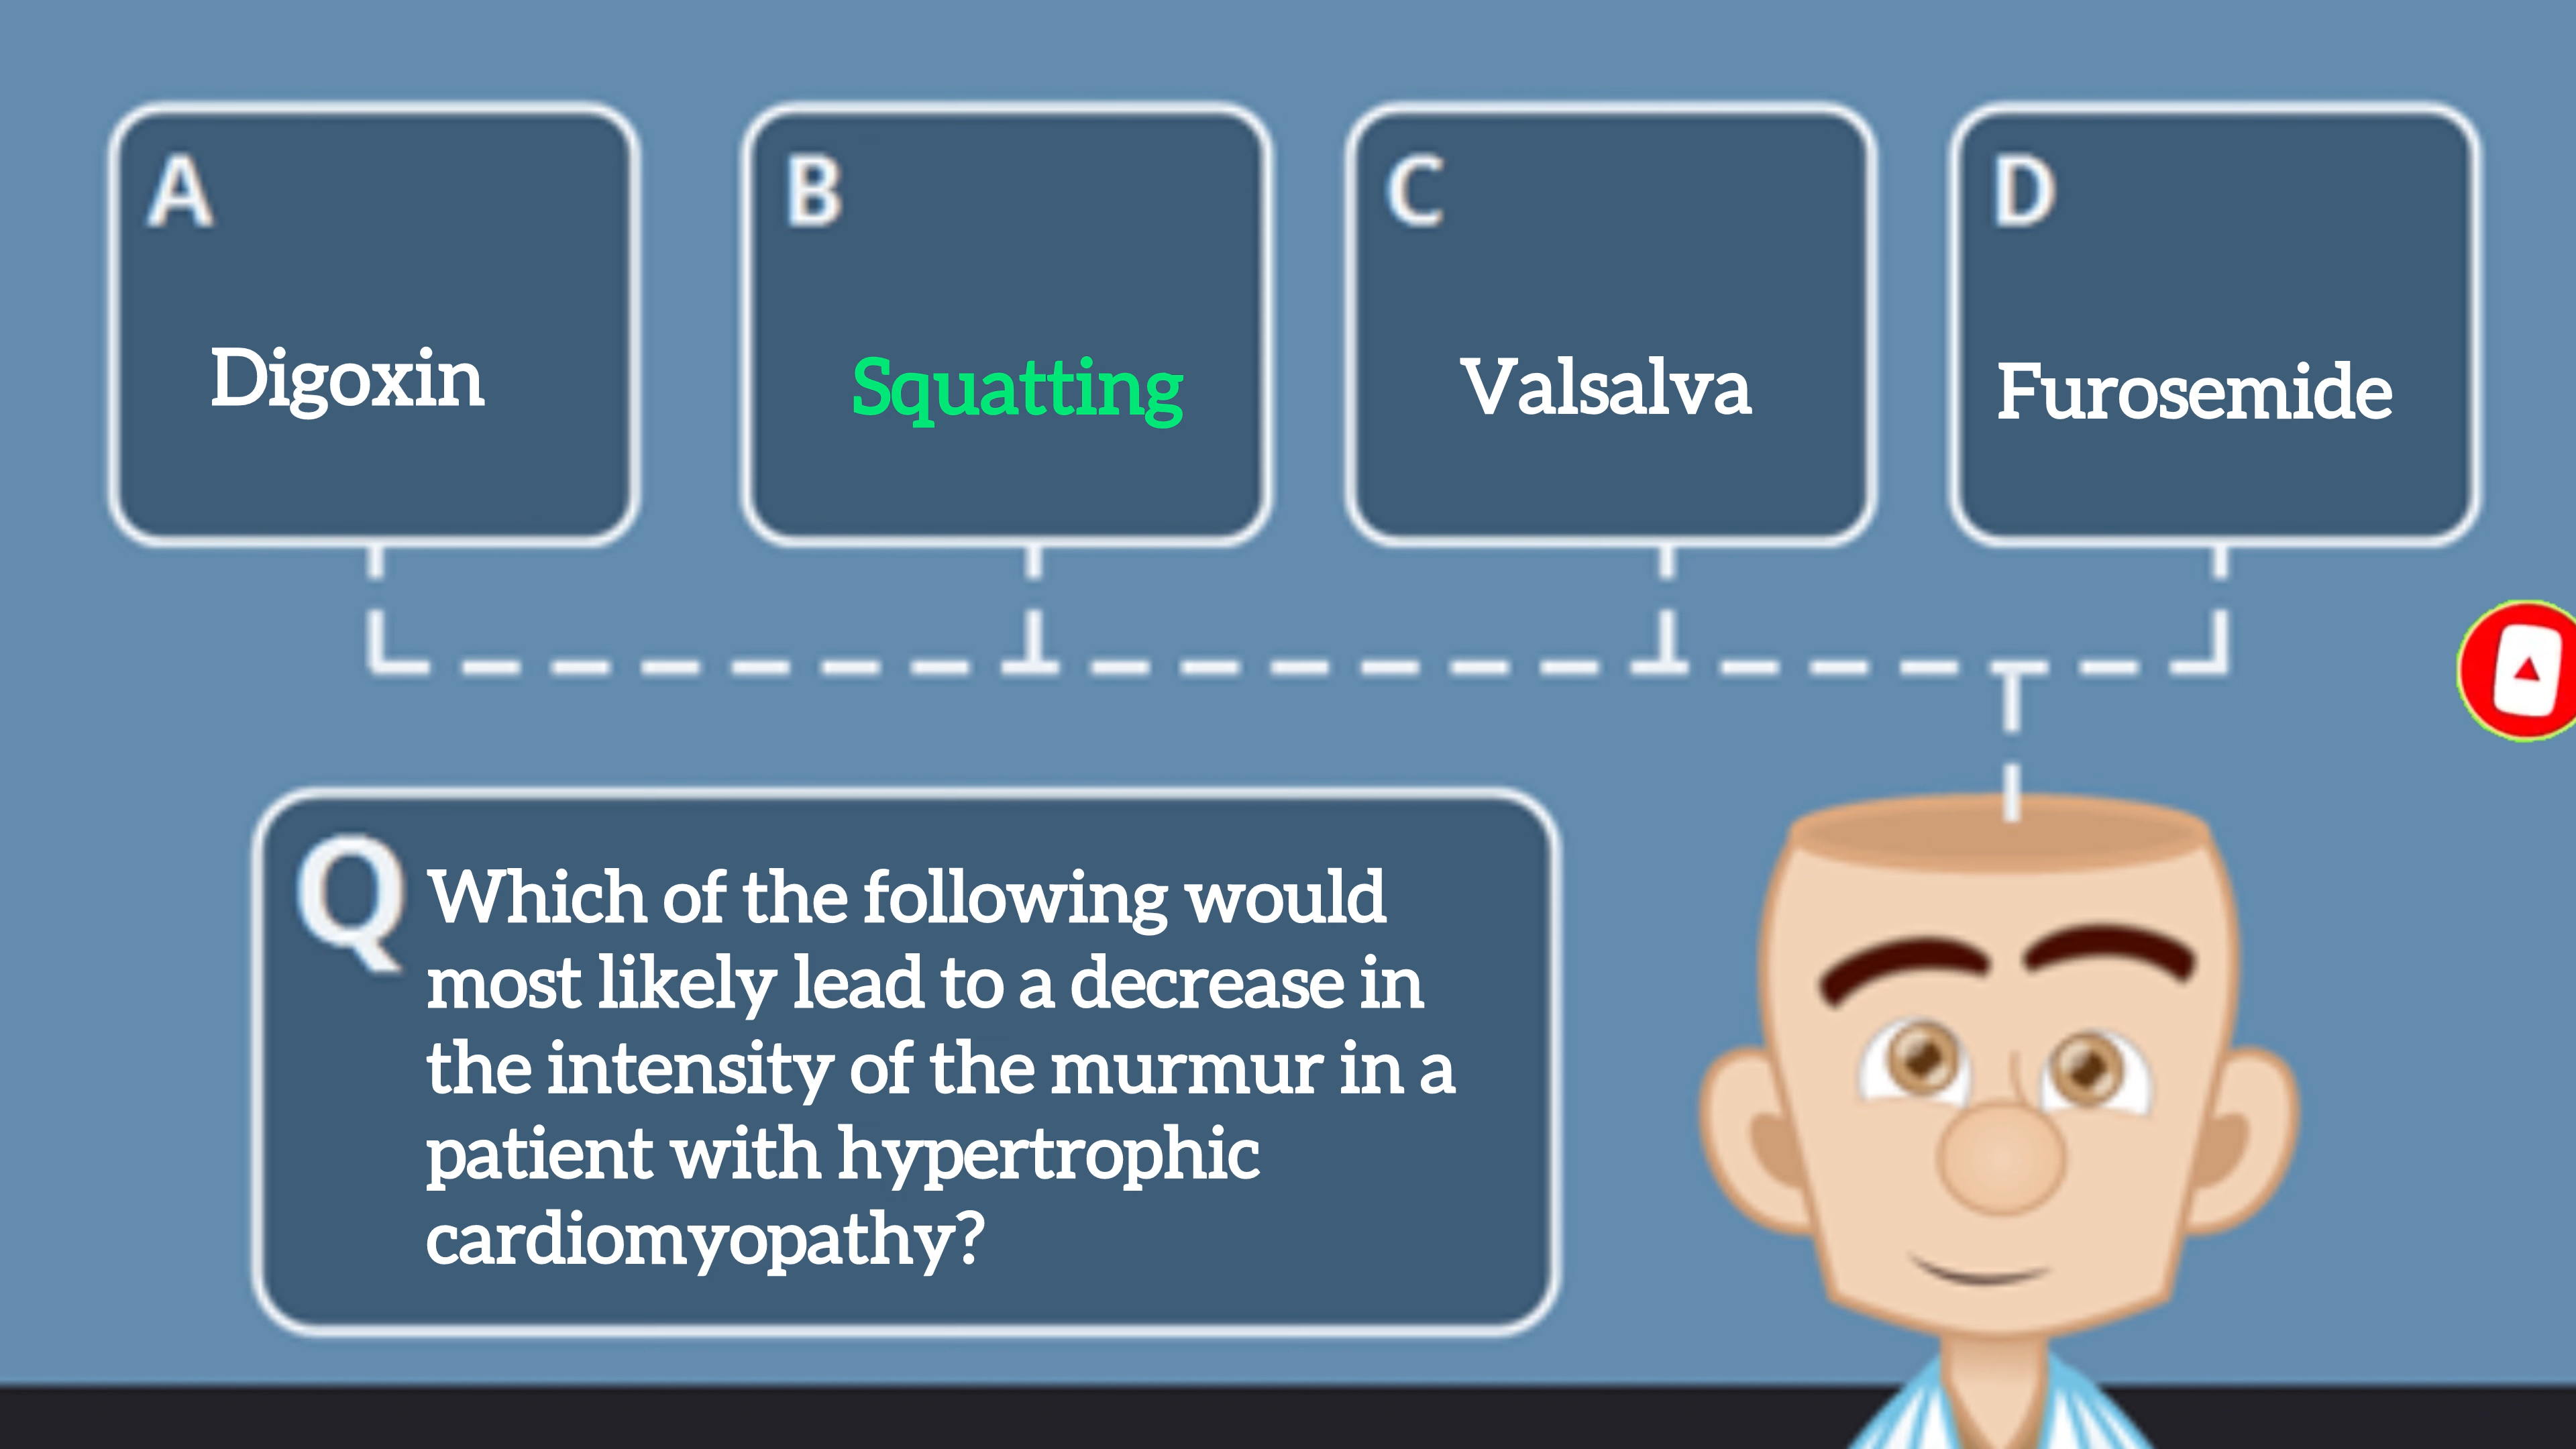 A
B
C
D
Digoxin
Squatting
Valsalva
Furosemide
Q
Which of the following would
most likely lead to a decrease in
the intensity of the murmur in a
patient with hypertrophic
cardiomyopathy?